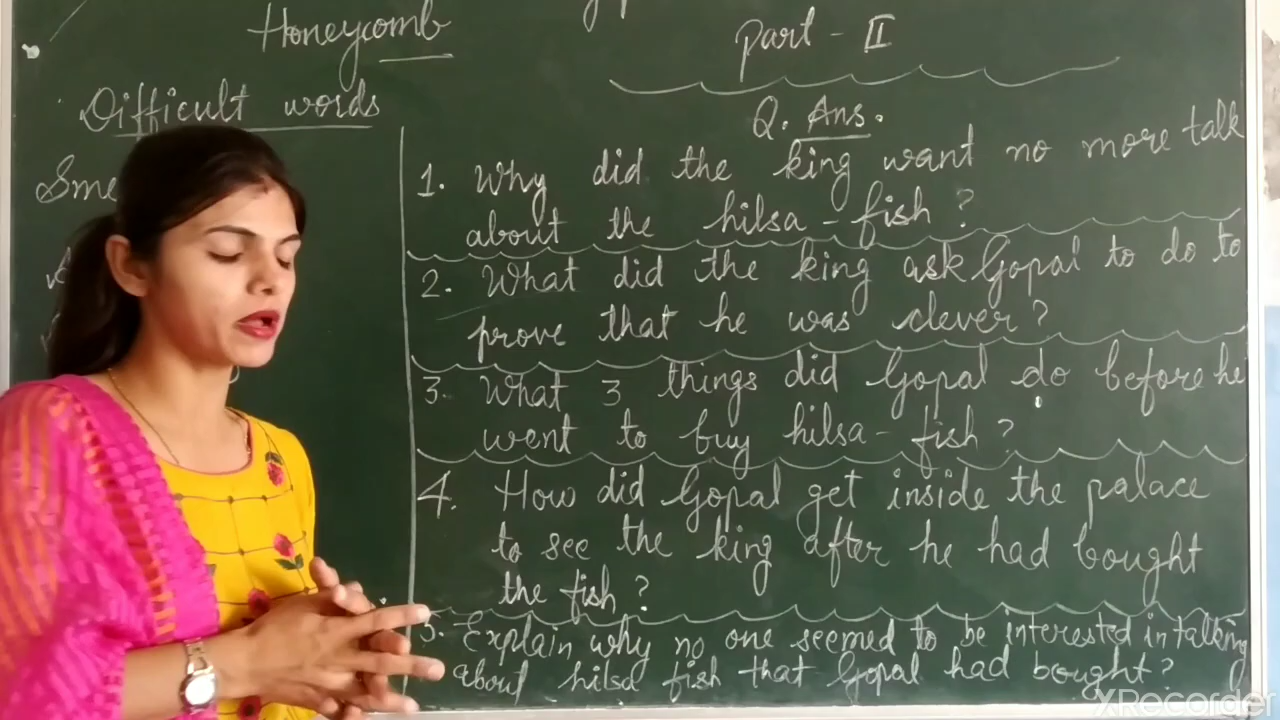 Honeycomb
Part - II
Difficult words
Q. Ans.
1. Why did the king want no more talk
about the hilsa - fish ?
2. What did the king ask Gopal to do to
prove that he was clever ?
3. What 3 things did Gopal do before he
went to buy hilsa - fish ?
4. How did Gopal get inside the palace
to see the king after he had bought
the fish ?
5. Explain why no one seemed to be interested in talking
about hilsa fish that Gopal had bought ?
XRecorder